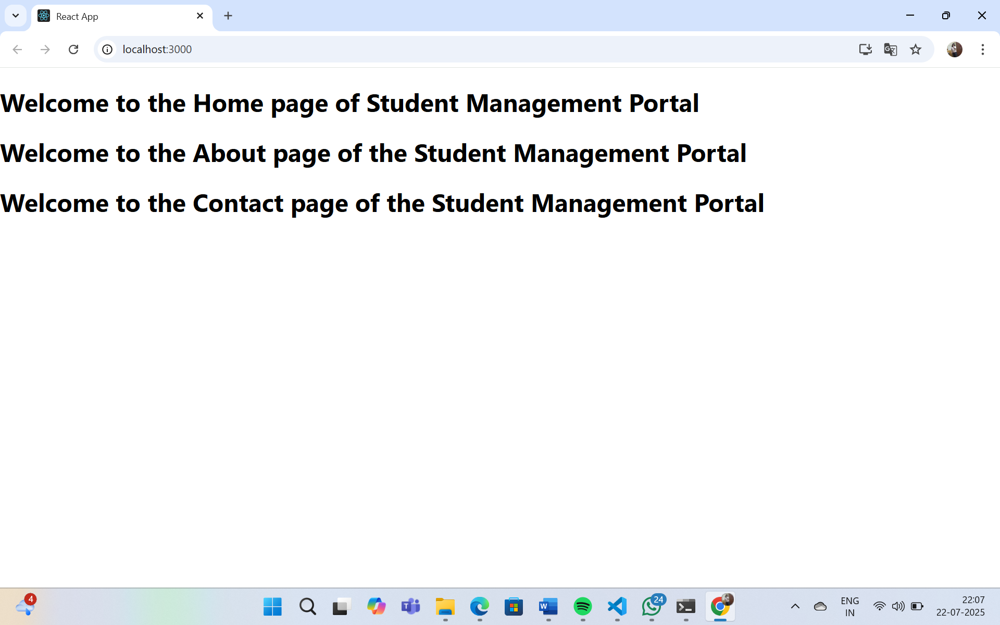 React App
localhost:3000
Welcome to the Home page of Student Management Portal
Welcome to the About page of the Student Management Portal
Welcome to the Contact page of the Student Management Portal
4
24
ENG
IN
22:07
22-07-2025